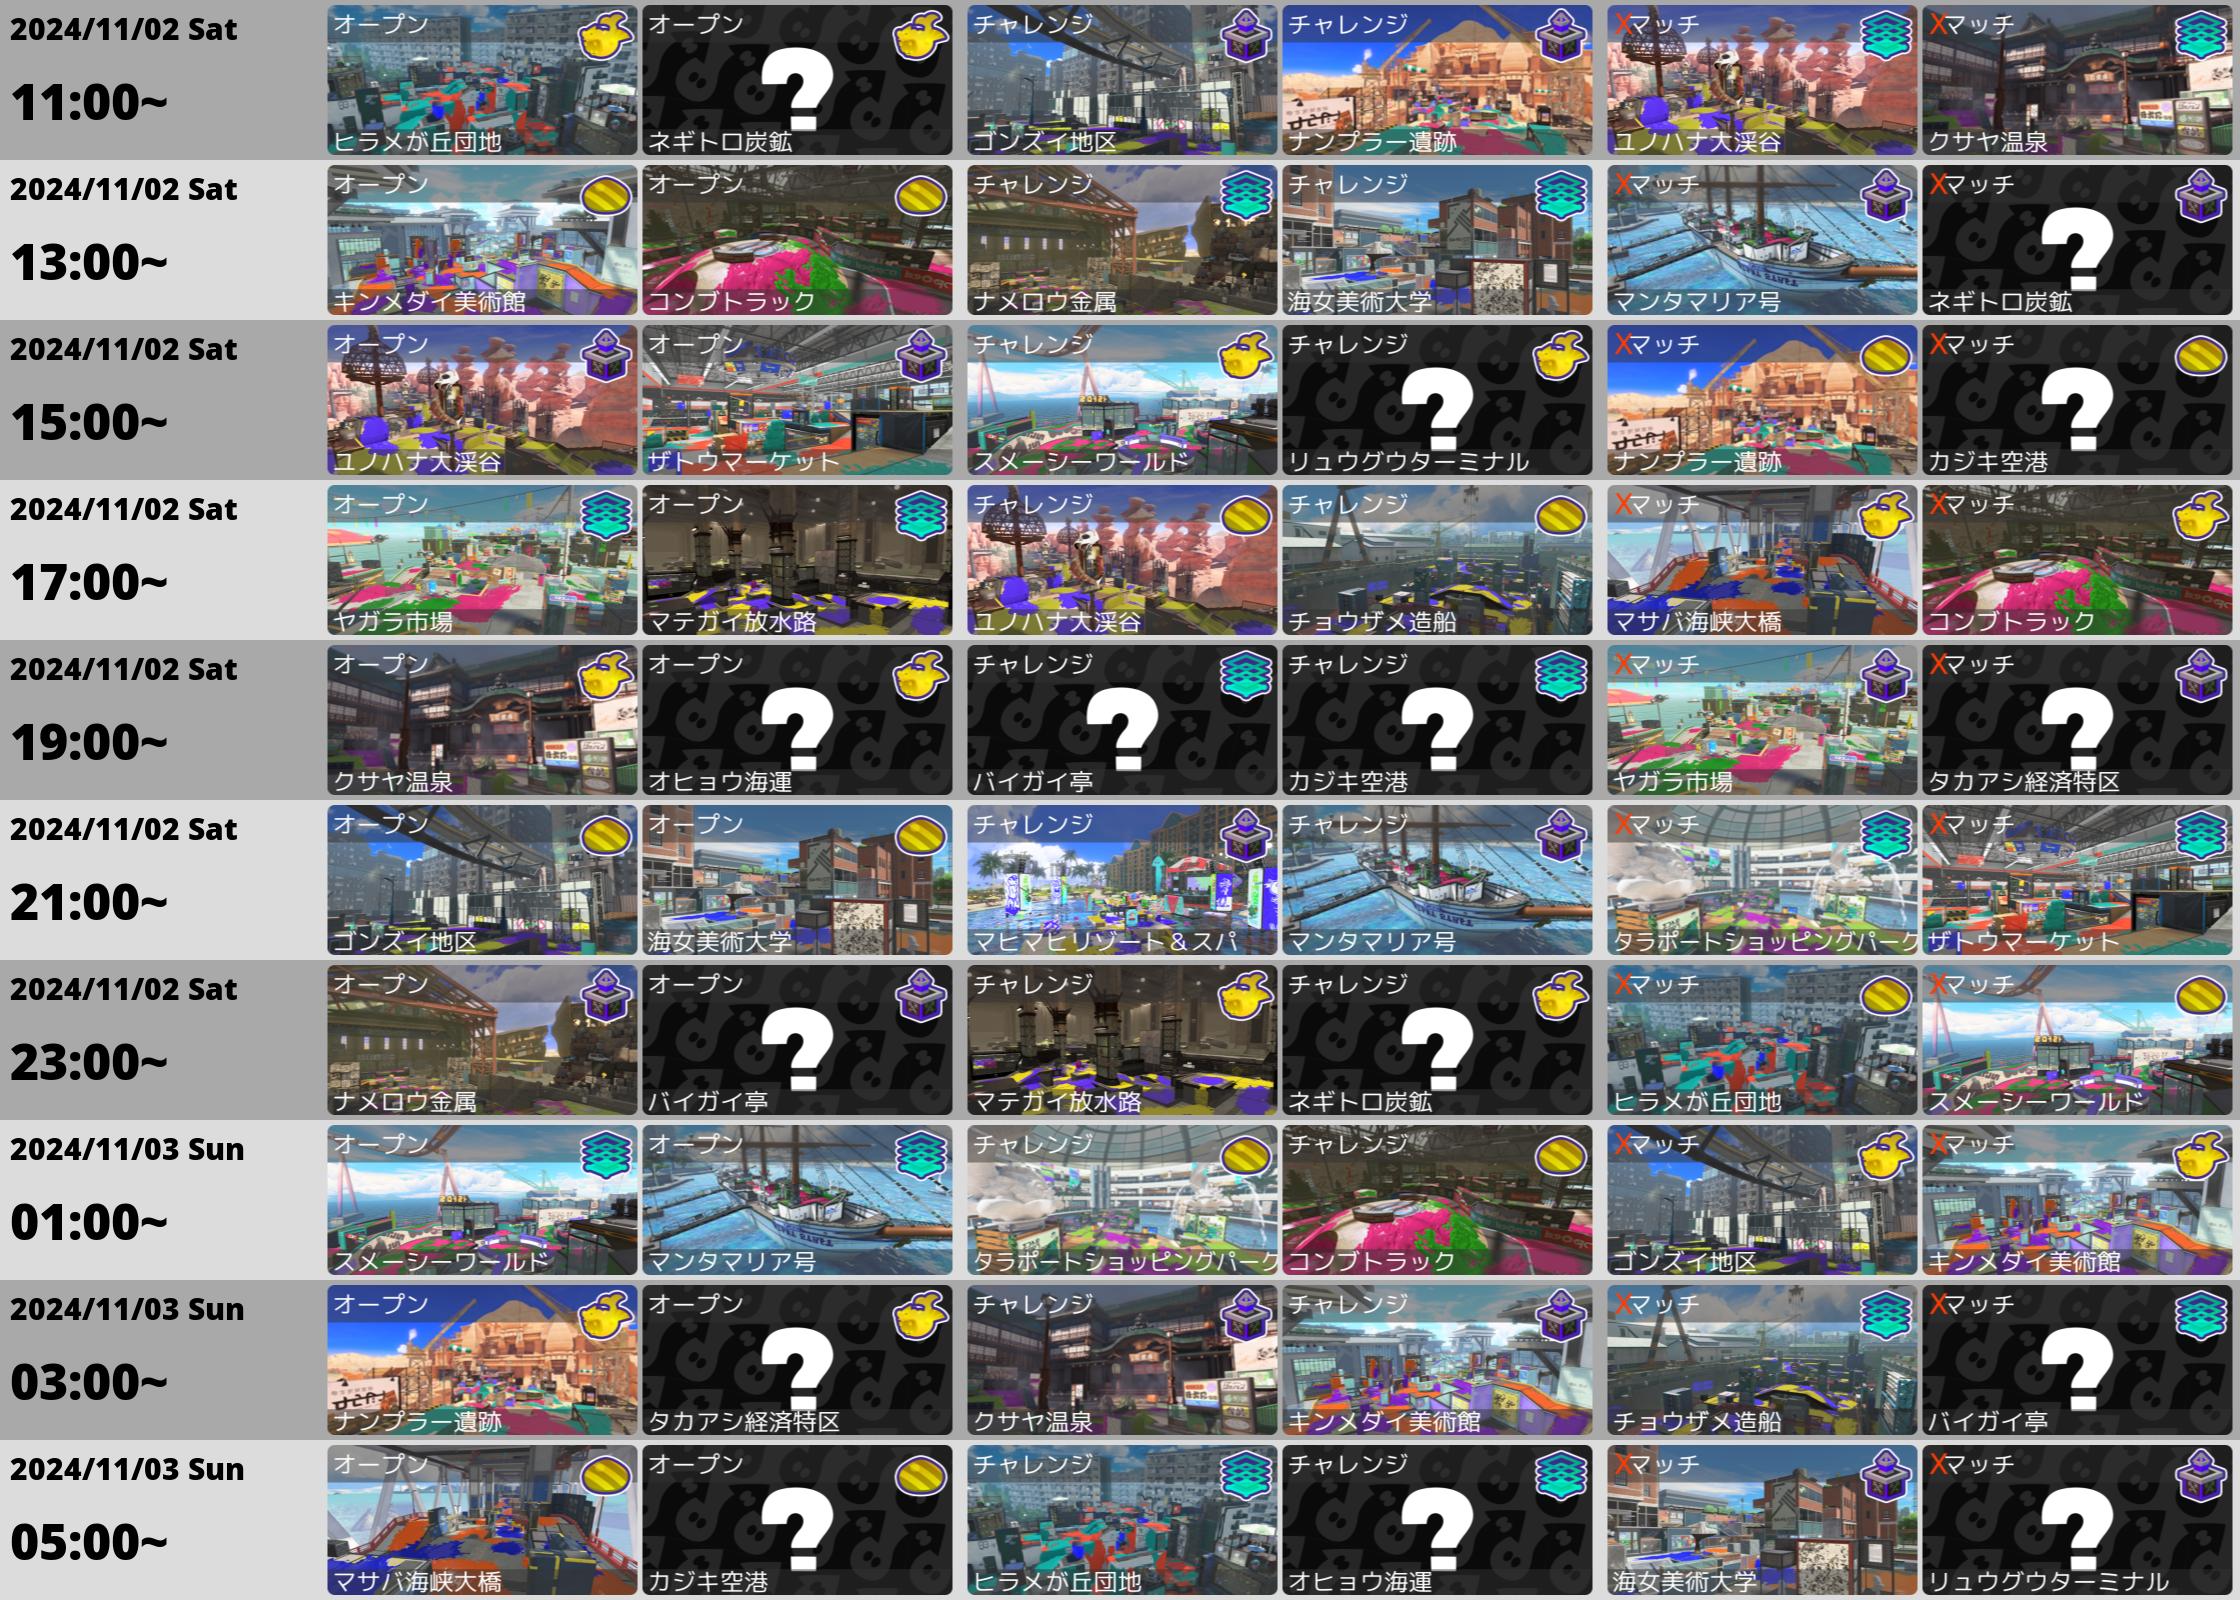 2024/11/02 Sat
11:00~
オープン
ヒラメが丘団地
オープン
ネギトロ炭鉱
チャレンジ
ゴンズイ地区
チャレンジ
ナンプラー遺跡
Xマッチ
ユノハナ大渓谷
Xマッチ
クサヤ温泉
2024/11/02 Sat
13:00~
オープン
キンメダイ美術館
オープン
コンブトラック
チャレンジ
ナメロウ金属
チャレンジ
海女美術大学
Xマッチ
マンタマリア号
Xマッチ
ネギトロ炭鉱
2024/11/02 Sat
15:00~
オープン
ユノハナ大渓谷
オープン
ザトウマーケット
チャレンジ
スメーシーワールド
チャレンジ
リュウグウターミナル
Xマッチ
ナンプラー遺跡
Xマッチ
カジキ空港
2024/11/02 Sat
17:00~
オープン
ヤガラ市場
オープン
マテガイ放水路
チャレンジ
ユノハナ大渓谷
チャレンジ
チョウザメ造船
Xマッチ
マサバ海峡大橋
Xマッチ
コンブトラック
2024/11/02 Sat
19:00~
オープン
クサヤ温泉
オープン
オヒョウ海運
チャレンジ
バイガイ亭
チャレンジ
カジキ空港
Xマッチ
ヤガラ市場
Xマッチ
タカアシ経済特区
2024/11/02 Sat
21:00~
オープン
ゴンズイ地区
オープン
海女美術大学
チャレンジ
マヒマヒリゾート＆スパ
チャレンジ
マンタマリア号
Xマッチ
タラポートショッピングパーク
Xマッチ
ザトウマーケット
2024/11/02 Sat
23:00~
オープン
ナメロウ金属
オープン
バイガイ亭
チャレンジ
マテガイ放水路
チャレンジ
ネギトロ炭鉱
Xマッチ
ヒラメが丘団地
Xマッチ
スメーシーワールド
2024/11/03 Sun
01:00~
オープン
スメーシーワールド
オープン
マンタマリア号
チャレンジ
タラポートショッピングパーク
チャレンジ
コンブトラック
Xマッチ
ゴンズイ地区
Xマッチ
キンメダイ美術館
2024/11/03 Sun
03:00~
オープン
ナンプラー遺跡
オープン
タカアシ経済特区
チャレンジ
クサヤ温泉
チャレンジ
キンメダイ美術館
Xマッチ
チョウザメ造船
Xマッチ
バイガイ亭
2024/11/03 Sun
05:00~
オープン
マサバ海峡大橋
オープン
カジキ空港
チャレンジ
ヒラメが丘団地
チャレンジ
オヒョウ海運
Xマッチ
海女美術大学
Xマッチ
リュウグウターミナル